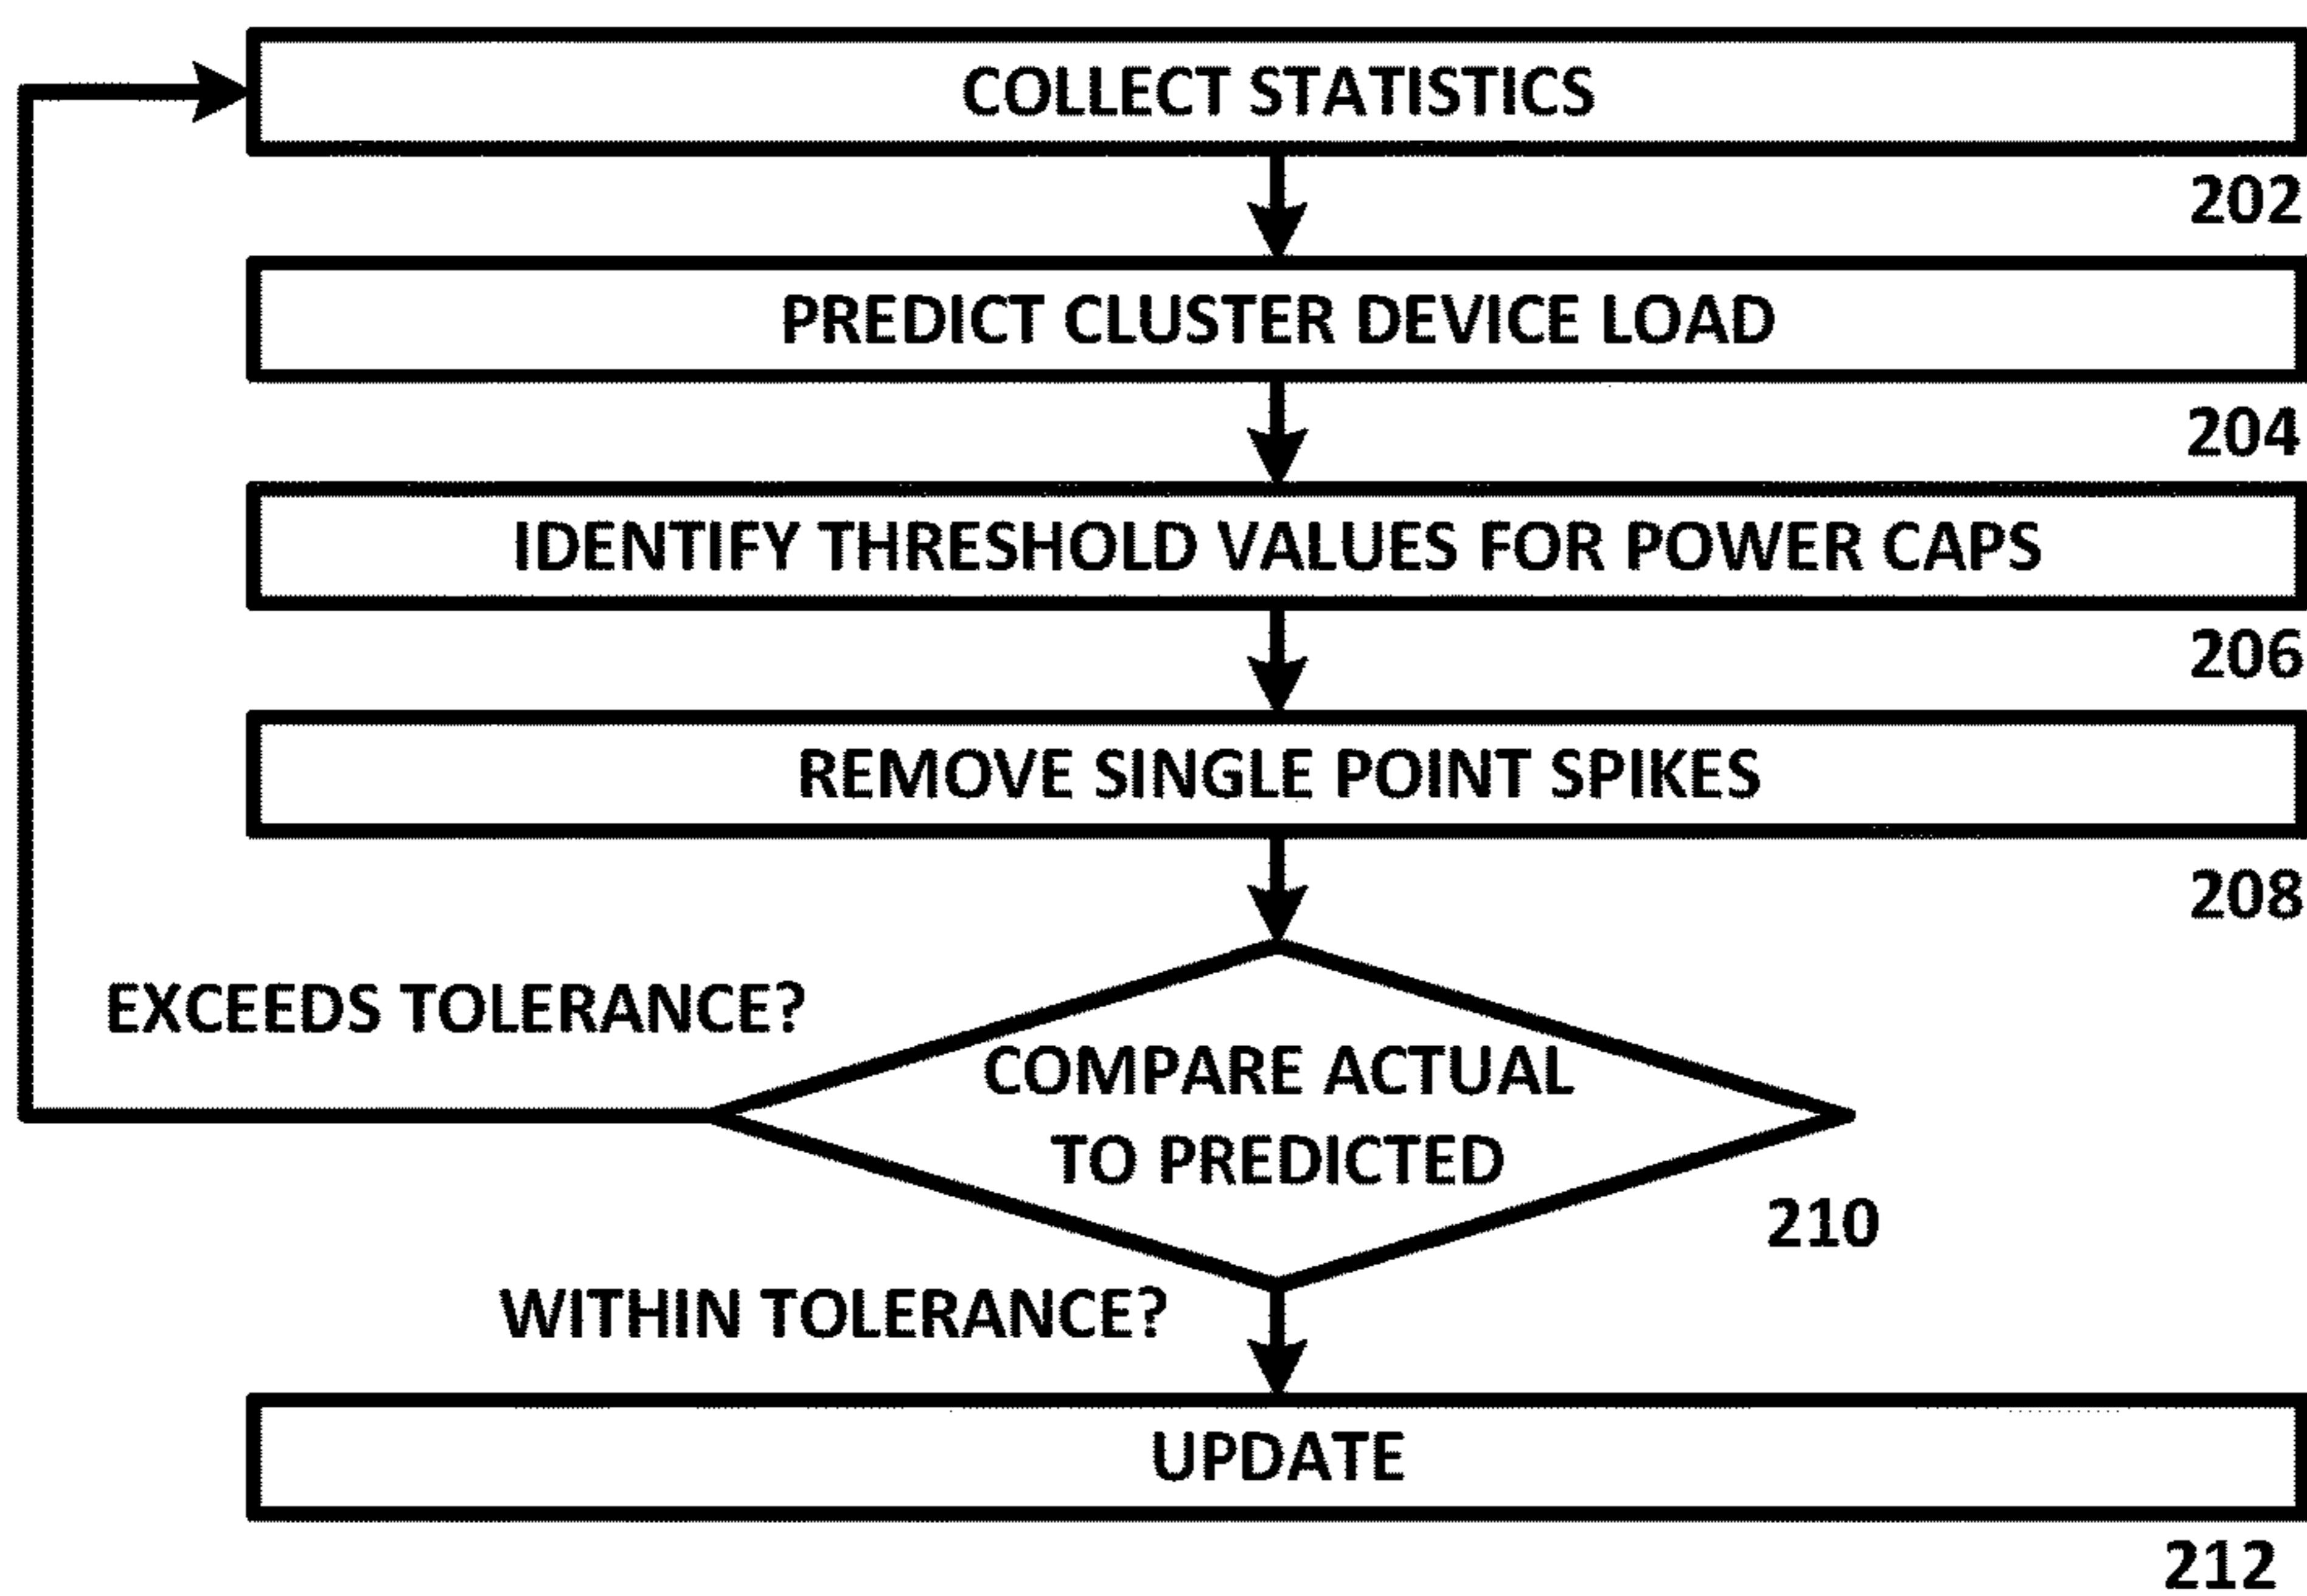 COLLECT STATISTICS
202
PREDICT CLUSTER DEVICE LOAD
204
IDENTIFY THRESHOLD VALUES FOR POWER CAPS
206
REMOVE SINGLE POINT SPIKES
208
EXCEEDS TOLERANCE?
COMPARE ACTUAL
TO PREDICTED
210
WITHIN TOLERANCE?
UPDATE
212